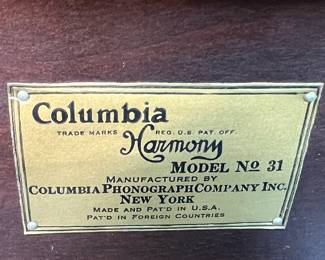 Columbia
TRADE MARKS REG. U.S. PAT. OFF.
Harmony
MODEL No 31
MANUFACTURED BY
COLUMBIA PHONOGRAPH COMPANY INC.
NEW YORK
MADE AND PAT'D IN U.S.A.
PAT'D IN FOREIGN COUNTRIES